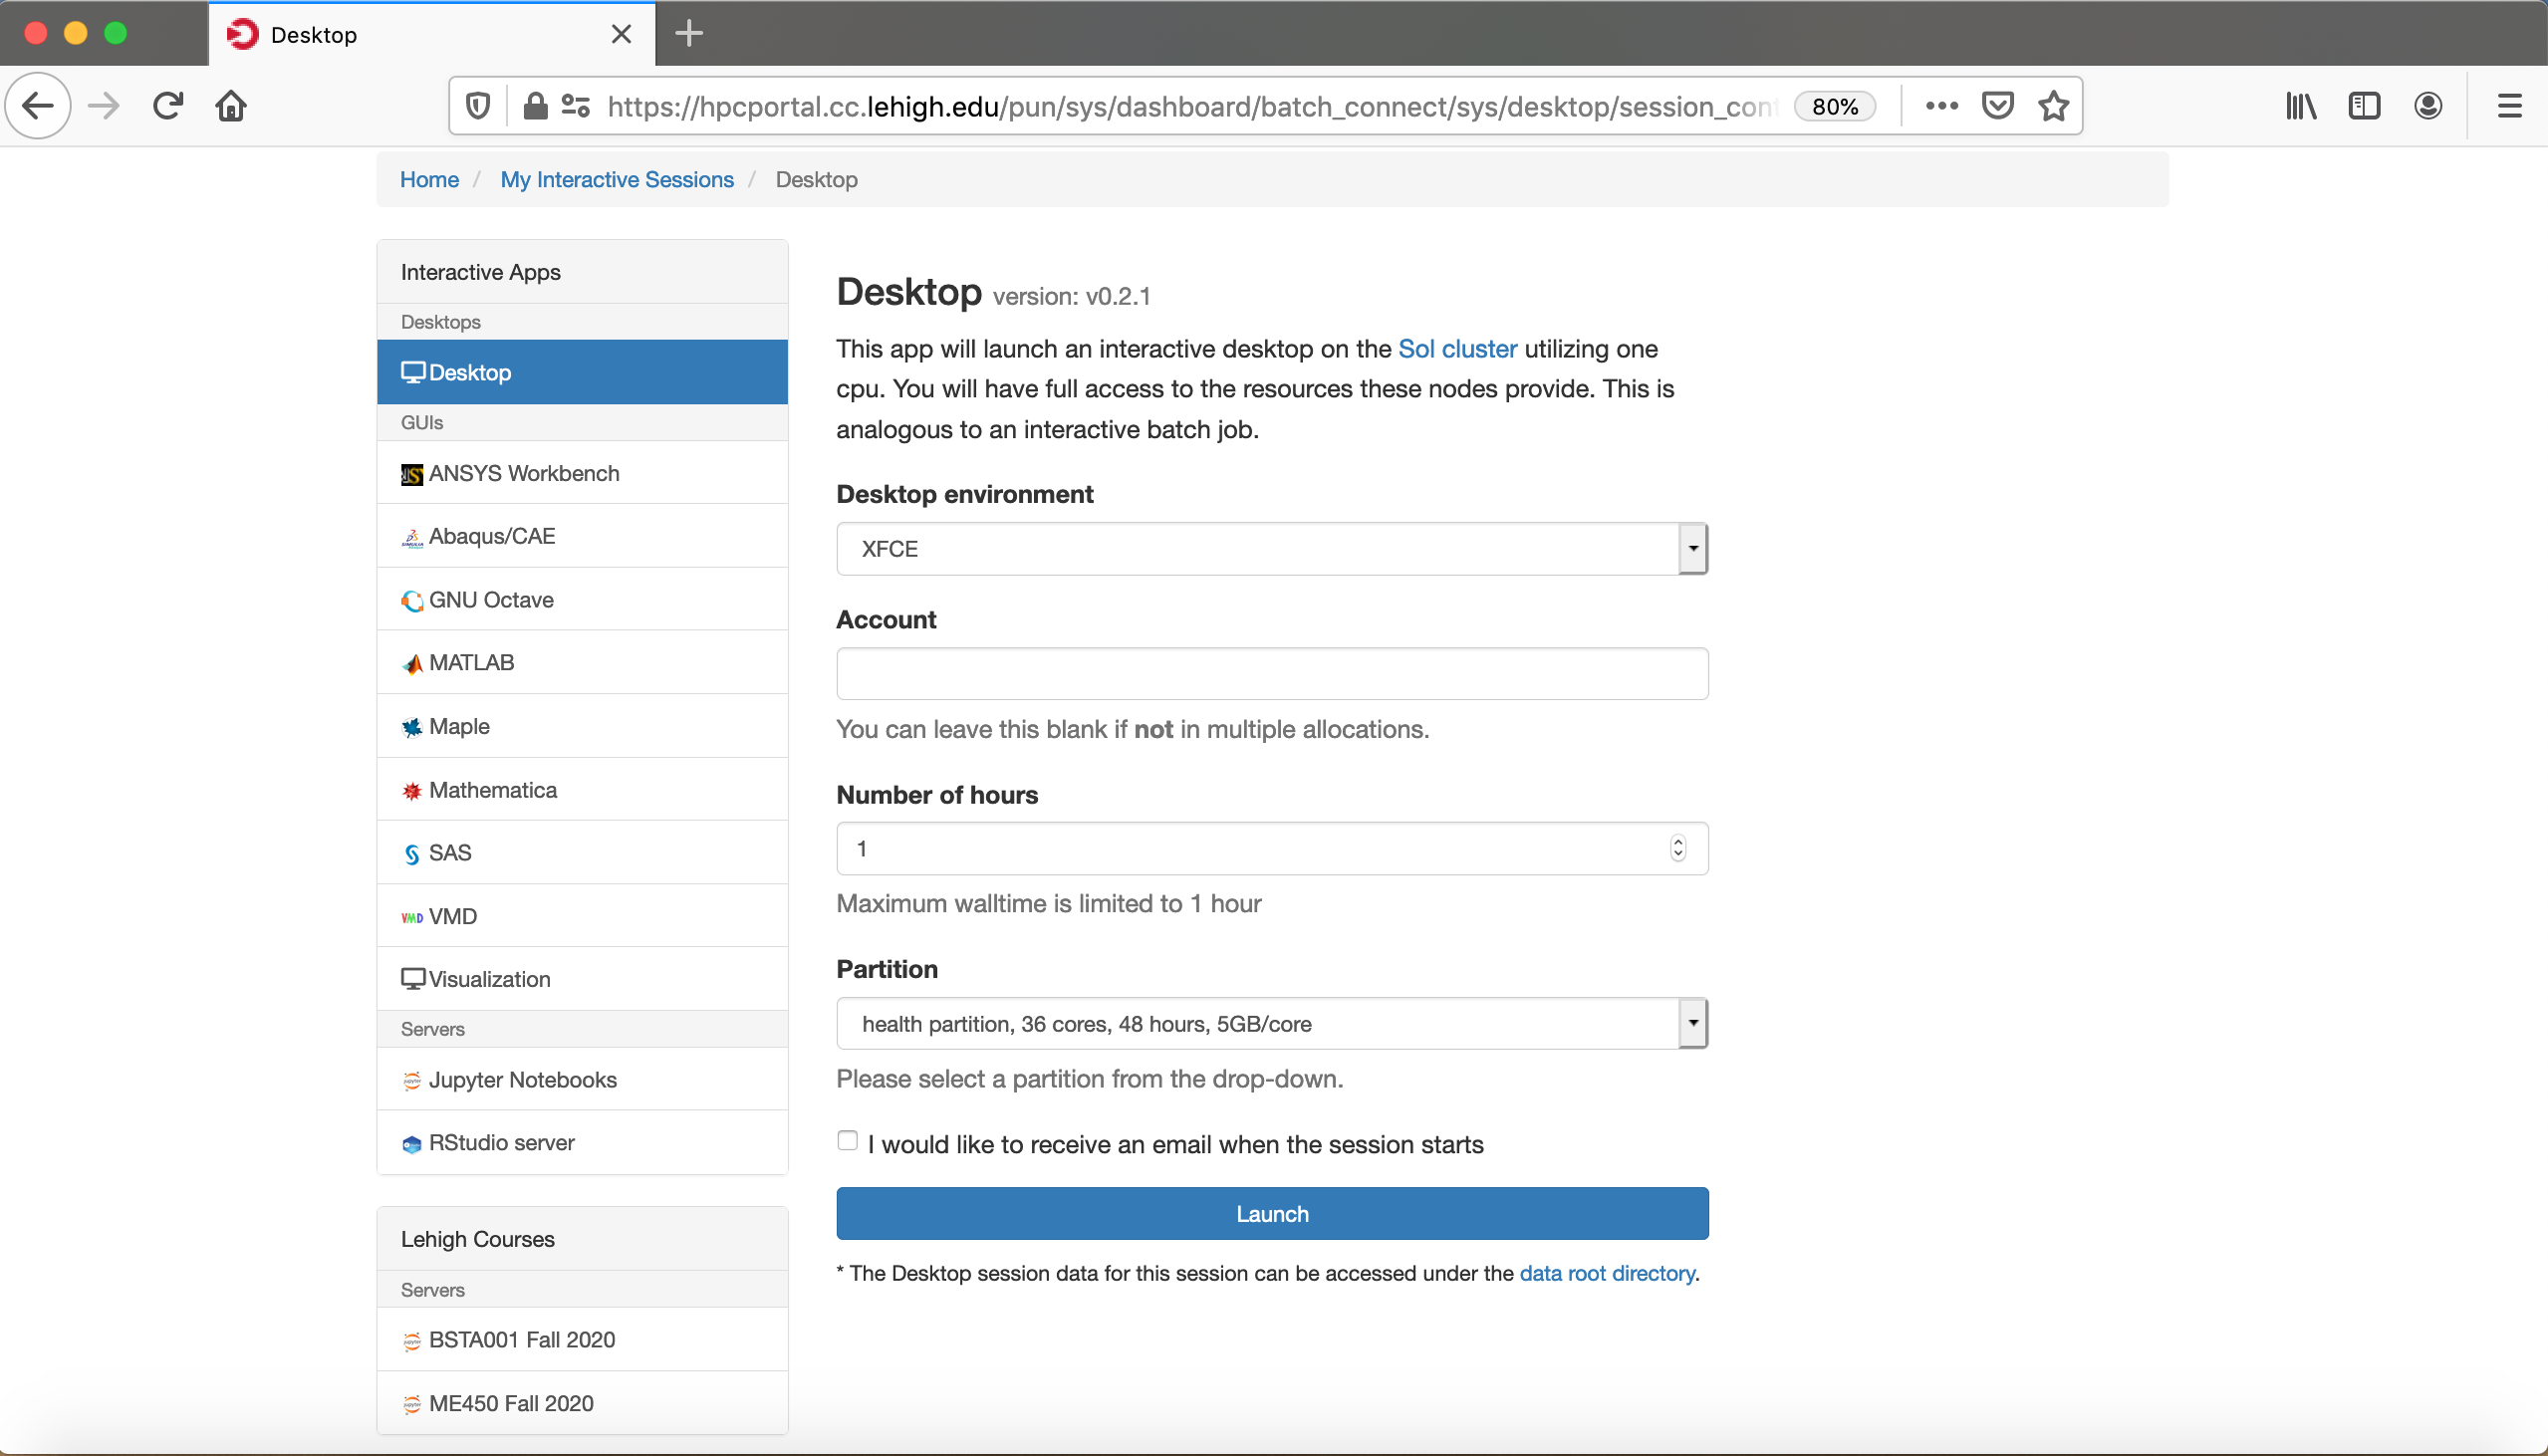 Desktop
https://hpcportal.cc.lehigh.edu/pun/sys/dashboard/batch_connect/sys/desktop/session_con
80%
Home / My Interactive Sessions / Desktop
Interactive Apps
Desktops
Desktop
GUIs
ANSYS Workbench
Abaqus/CAE
GNU Octave
MATLAB
Maple
Mathematica
SAS
VMD VMD
Visualization
Servers
Jupyter Notebooks
RStudio server
Lehigh Courses
Servers
BSTA001 Fall 2020
ME450 Fall 2020
Desktop version: v0.2.1
This app will launch an interactive desktop on the Sol cluster utilizing one
cpu. You will have full access to the resources these nodes provide. This is
analogous to an interactive batch job.
Desktop environment
XFCE
Account
You can leave this blank if not in multiple allocations.
Number of hours
1
Maximum walltime is limited to 1 hour
Partition
health partition, 36 cores, 48 hours, 5GB/core
Please select a partition from the drop-down.
I would like to receive an email when the session starts
Launch
* The Desktop session data for this session can be accessed under the data root directory.